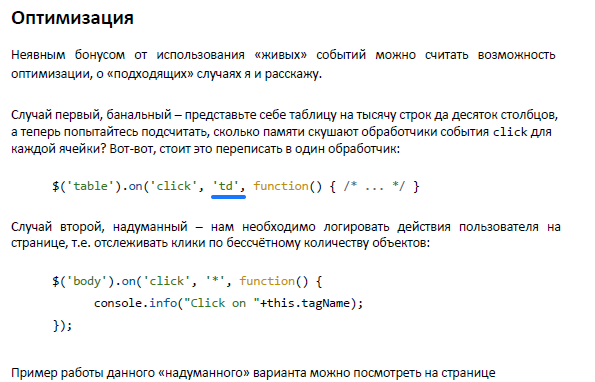 Оптимизация
Неявным бонусом от использования «живых» событий можно считать возможность
оптимизации, о «подходящих» случаях я и расскажу.
Случай первый, банальный – представьте себе таблицу на тысячу строк да десяток столбцов,
а теперь попытайтесь подсчитать, сколько памяти скушают обработчики события click для
каждой ячейки? Вот-вот, стоит это переписать в один обработчик:
$('table').on('click', 'td', function() { /* ... */ }
Случай второй, надуманный – нам необходимо логировать действия пользователя на
странице, т.е. отслеживать клики по бессчётному количеству объектов:
$('body').on('click', '*', function() {
console.info("Click on "+this.tagName);
});
Пример работы данного «надуманного» варианта можно посмотреть на странице